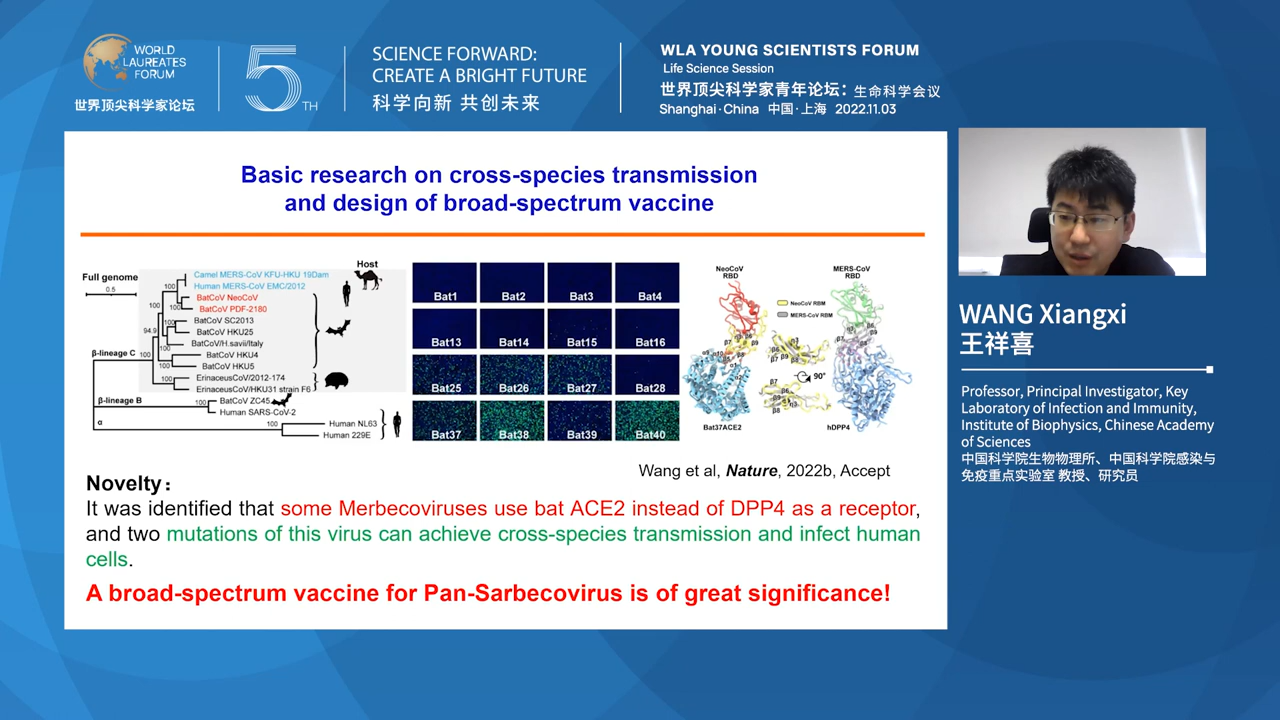 WORLD
LAUREATES
FORUM
世界顶尖科学家论坛
5TH
SCIENCE FORWARD:
CREATE A BRIGHT FUTURE
科学向新 共创未来
WLA YOUNG SCIENTISTS FORUM
Life Science Session
世界顶尖科学家青年论坛：生命科学会议
Shanghai·China 中国·上海 2022.11.03
Basic research on cross-species transmission
and design of broad-spectrum vaccine
Full genome
0.5
Host
Camel MERS-CoV KFU-HKU 19Dam
Human MERS-CoV EMC/2012
BatCoV NeoCoV
BatCoV PDF-2180
BatCoV SC2013
BatCoV HKU25
BatCoV/H.savii/Italy
BatCoV HKU4
BatCoV HKU5
ErinaceusCoV/2012-174
ErinaceusCoV/HKU31 strain F6
BatCoV ZC45
Human SARS-CoV-2
Human NL63
Human 229E
β-lineage C
β-lineage B
α
100
100
100
100
100
94.9
100
100
100
100
100
100
Bat1 Bat2 Bat3 Bat4
Bat13 Bat14 Bat15 Bat16
Bat25 Bat26 Bat27 Bat28
Bat37 Bat38 Bat39 Bat40
NeoCoV
RBD
MERS-CoV
RBD
NeoCoV RBM
MERS-CoV RBM
90°
Bat37ACE2
hDPP4
Wang et al, Nature, 2022b, Accept
Novelty：
It was identified that some Merbecoviruses use bat ACE2 instead of DPP4 as a receptor,
and two mutations of this virus can achieve cross-species transmission and infect human
cells.
A broad-spectrum vaccine for Pan-Sarbecovirus is of great significance!
WANG Xiangxi
王祥喜
Professor, Principal Investigator, Key
Laboratory of Infection and Immunity,
Institute of Biophysics, Chinese Academy
of Sciences
中国科学院生物物理所、中国科学院感染与
免疫重点实验室 教授、研究员